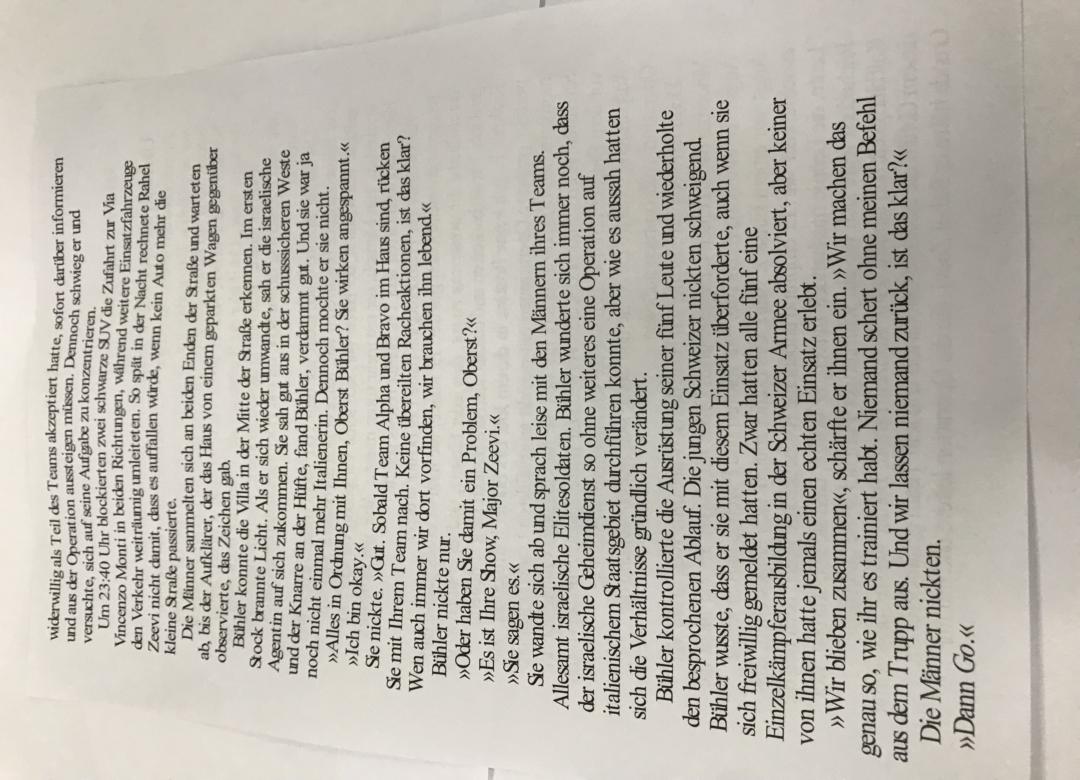 widerwillig als Teil des Teams akzeptiert hatte, sofort darüber informieren
und aus der Operation aussteigen müssen. Dennoch schwieg er und
versuchte, sich auf seine Aufgabe zu konzentrieren.
Um 23:40 Uhr blockierten zwei schwarze SUV die Zufahrt zur Via
Vincenzo Monti in beiden Richtungen, während weitere Einsatzfahrzeuge
den Verkehr weiträumig umleiteten. So spät in der Nacht rechnete Rahel
Zeevi nicht damit, dass es auffallen würde, wenn kein Auto mehr die
kleine Straße passierte.
Die Männer sammelten sich an beiden Enden der Straße und warteten
ab, bis der Aufklärer, der das Haus von einem geparkten Wagen gegenüber
observierte, das Zeichen gab.
Bühler konnte die Villa in der Mitte der Straße erkennen. Im ersten
Stock brannte Licht. Als er sich wieder umwandte, sah er die israelische
Agentin auf sich zukommen. Sie sah gut aus in der schusssicheren Weste
und der Knarre an der Hüfte, fand Bühler, verdammt gut. Und sie war ja
noch nicht einmal mehr Italienerin. Dennoch mochte er sie nicht.
»Alles in Ordnung mit Ihnen, Oberst Bühler? Sie wirken angespannt.«
»Ich bin okay.«
Sie nickte. »Gut. Sobald Team Alpha und Bravo im Haus sind, rücken
Sie mit Ihrem Team nach. Keine übereilten Racheaktionen, ist das klar?
Wen auch immer wir dort vorfinden, wir brauchen ihn lebend.«
Bühler nickte nur.
»Oder haben Sie damit ein Problem, Oberst?«
»Es ist Ihre Show, Major Zeevi.«
»Sie sagen es.«
Sie wandte sich ab und sprach leise mit den Männern ihres Teams.
Allesamt israelische Elitesoldaten. Bühler wunderte sich immer noch, dass
der israelische Geheimdienst so ohne weiteres eine Operation auf
italienischem Staatsgebiet durchführen konnte, aber wie es aussah hatten
sich die Verhältnisse gründlich verändert.
Bühler kontrollierte die Ausrüstung seiner fünf Leute und wiederholte
den besprochenen Ablauf. Die jungen Schweizer nickten schweigend.
Bühler wusste, dass er sie mit diesem Einsatz überforderte, auch wenn sie
sich freiwillig gemeldet hatten. Zwar hatten alle fünf eine
Einzelkämpferausbildung in der Schweizer Armee absolviert, aber keiner
von ihnen hatte jemals einen echten Einsatz erlebt.
»Wir blieben zusammen«, schärfte er ihnen ein. »Wir machen das
genau so, wie ihr es trainiert habt. Niemand schert ohne meinen Befehl
aus dem Trupp aus. Und wir lassen niemand zurück, ist das klar?«
Die Männer nickten.
»Dann Go.«